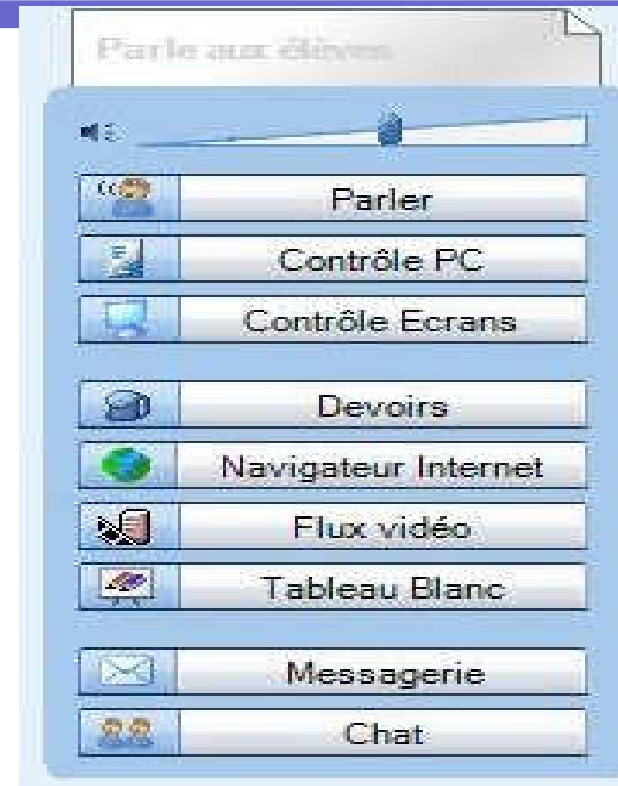 Parle aux élèves
Parler
Contrôle PC
Contrôle Ecrans
Devoirs
Navigateur Internet
Flux vidéo
Tableau Blanc
Messagerie
Chat